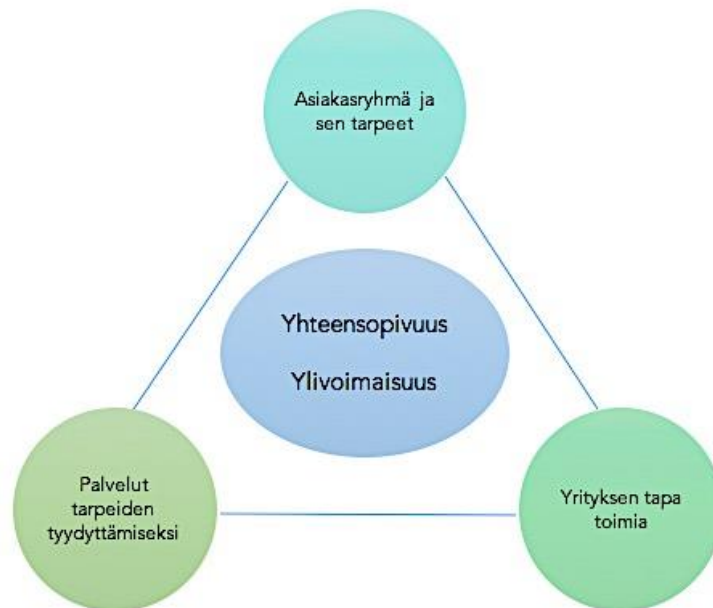 Asiakasryhmä ja
sen tarpeet
Yhteensopivuus
Ylivoimaisuus
Palvelut
tarpeiden
tyydyttämiseksi
Yrityksen tapa
toimia